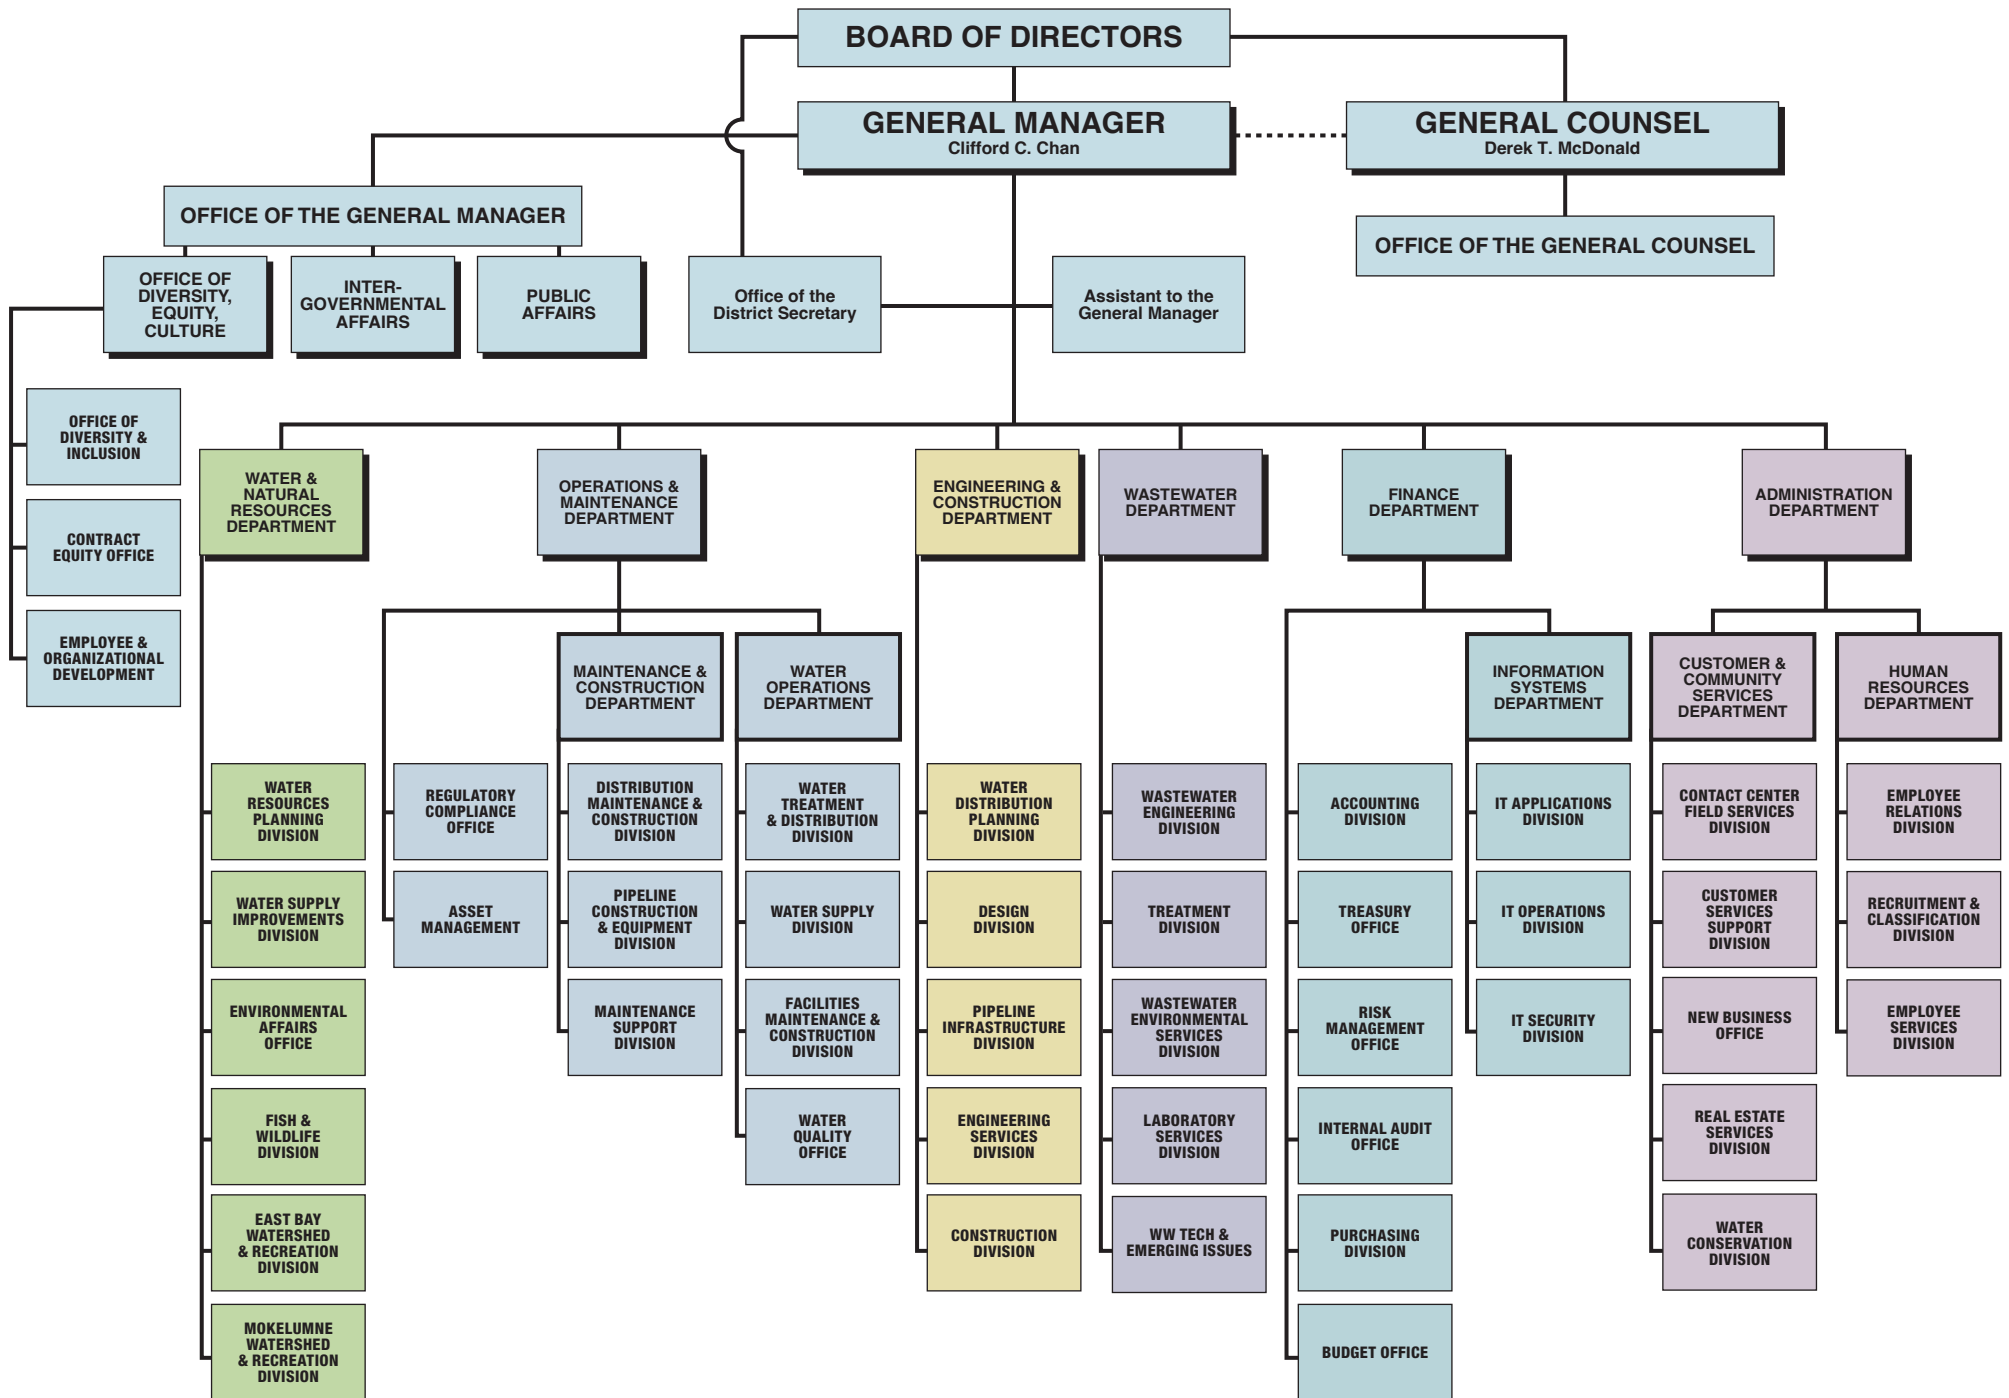 BOARD OF DIRECTORS
GENERAL MANAGER
Clifford C. Chan
GENERAL COUNSEL
Derek T. McDonald
OFFICE OF THE GENERAL MANAGER
OFFICE OF THE GENERAL COUNSEL
OFFICE OF
DIVERSITY,
EQUITY,
CULTURE
INTER-
GOVERNMENTAL
AFFAIRS
PUBLIC
AFFAIRS
Office of the
District Secretary
Assistant to the
General Manager
OFFICE OF
DIVERSITY &
INCLUSION
CONTRACT
EQUITY OFFICE
EMPLOYEE &
ORGANIZATIONAL
DEVELOPMENT
WATER &
NATURAL
RESOURCES
DEPARTMENT
OPERATIONS &
MAINTENANCE
DEPARTMENT
ENGINEERING &
CONSTRUCTION
DEPARTMENT
WASTEWATER
DEPARTMENT
FINANCE
DEPARTMENT
ADMINISTRATION
DEPARTMENT
MAINTENANCE &
CONSTRUCTION
DEPARTMENT
WATER
OPERATIONS
DEPARTMENT
INFORMATION
SYSTEMS
DEPARTMENT
CUSTOMER &
COMMUNITY
SERVICES
DEPARTMENT
HUMAN
RESOURCES
DEPARTMENT
WATER
RESOURCES
PLANNING
DIVISION
WATER SUPPLY
IMPROVEMENTS
DIVISION
ENVIRONMENTAL
AFFAIRS
OFFICE
FISH &
WILDLIFE
DIVISION
EAST BAY
WATERSHED
& RECREATION
DIVISION
MOKELUMNE
WATERSHED
& RECREATION
DIVISION
REGULATORY
COMPLIANCE
OFFICE
ASSET
MANAGEMENT
DISTRIBUTION
MAINTENANCE &
CONSTRUCTION
DIVISION
PIPELINE
CONSTRUCTION
& EQUIPMENT
DIVISION
MAINTENANCE
SUPPORT
DIVISION
WATER
TREATMENT
& DISTRIBUTION
DIVISION
WATER SUPPLY
DIVISION
FACILITIES
MAINTENANCE &
CONSTRUCTION
DIVISION
WATER
QUALITY
OFFICE
WATER
DISTRIBUTION
PLANNING
DIVISION
DESIGN
DIVISION
PIPELINE
INFRASTRUCTURE
DIVISION
ENGINEERING
SERVICES
DIVISION
CONSTRUCTION
DIVISION
WASTEWATER
ENGINEERING
DIVISION
TREATMENT
DIVISION
WASTEWATER
ENVIRONMENTAL
SERVICES
DIVISION
LABORATORY
SERVICES
DIVISION
WW TECH &
EMERGING ISSUES
ACCOUNTING
DIVISION
TREASURY
OFFICE
RISK
MANAGEMENT
OFFICE
INTERNAL AUDIT
OFFICE
PURCHASING
DIVISION
BUDGET OFFICE
IT APPLICATIONS
DIVISION
IT OPERATIONS
DIVISION
IT SECURITY
DIVISION
CONTACT CENTER
FIELD SERVICES
DIVISION
CUSTOMER
SERVICES
SUPPORT
DIVISION
NEW BUSINESS
OFFICE
REAL ESTATE
SERVICES
DIVISION
WATER
CONSERVATION
DIVISION
EMPLOYEE
RELATIONS
DIVISION
RECRUITMENT &
CLASSIFICATION
DIVISION
EMPLOYEE
SERVICES
DIVISION